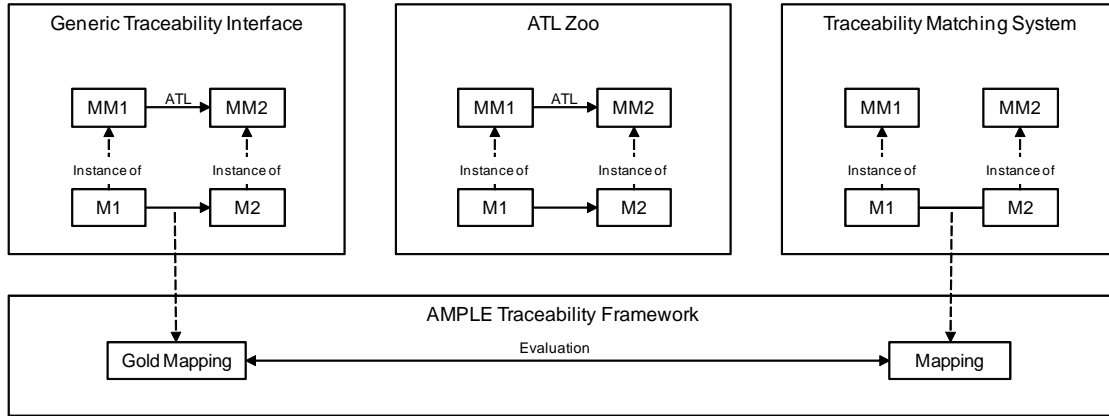 Generic Traceability Interface
MM1
ATL
MM2
Instance of
Instance of
M1
M2
ATL Zoo
MM1
ATL
MM2
Instance of
Instance of
M1
M2
Traceability Matching System
MM1
MM2
Instance of
Instance of
M1
M2
AMPLE Traceability Framework
Gold Mapping
Evaluation
Mapping